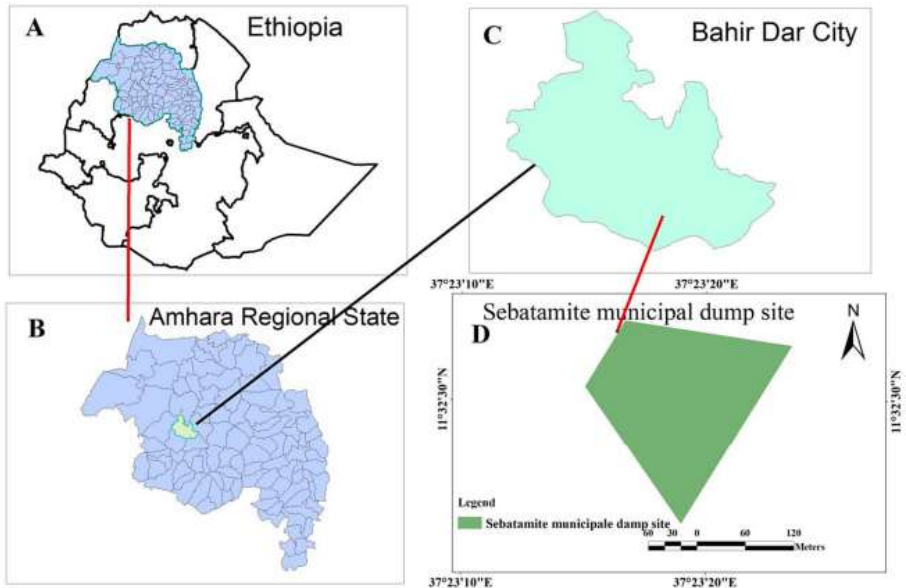 A
Ethiopia
C
Bahir Dar City
B
Amhara Regional State
37°23'10"E
37°23'20"E
Sebatamite municipal dump site
D
N
11°32'30"N
11°32'30"N
Legend
Sebatamite municipale damp site
60 30 0 60 120
Meters
37°23'10"E
37°23'20"E